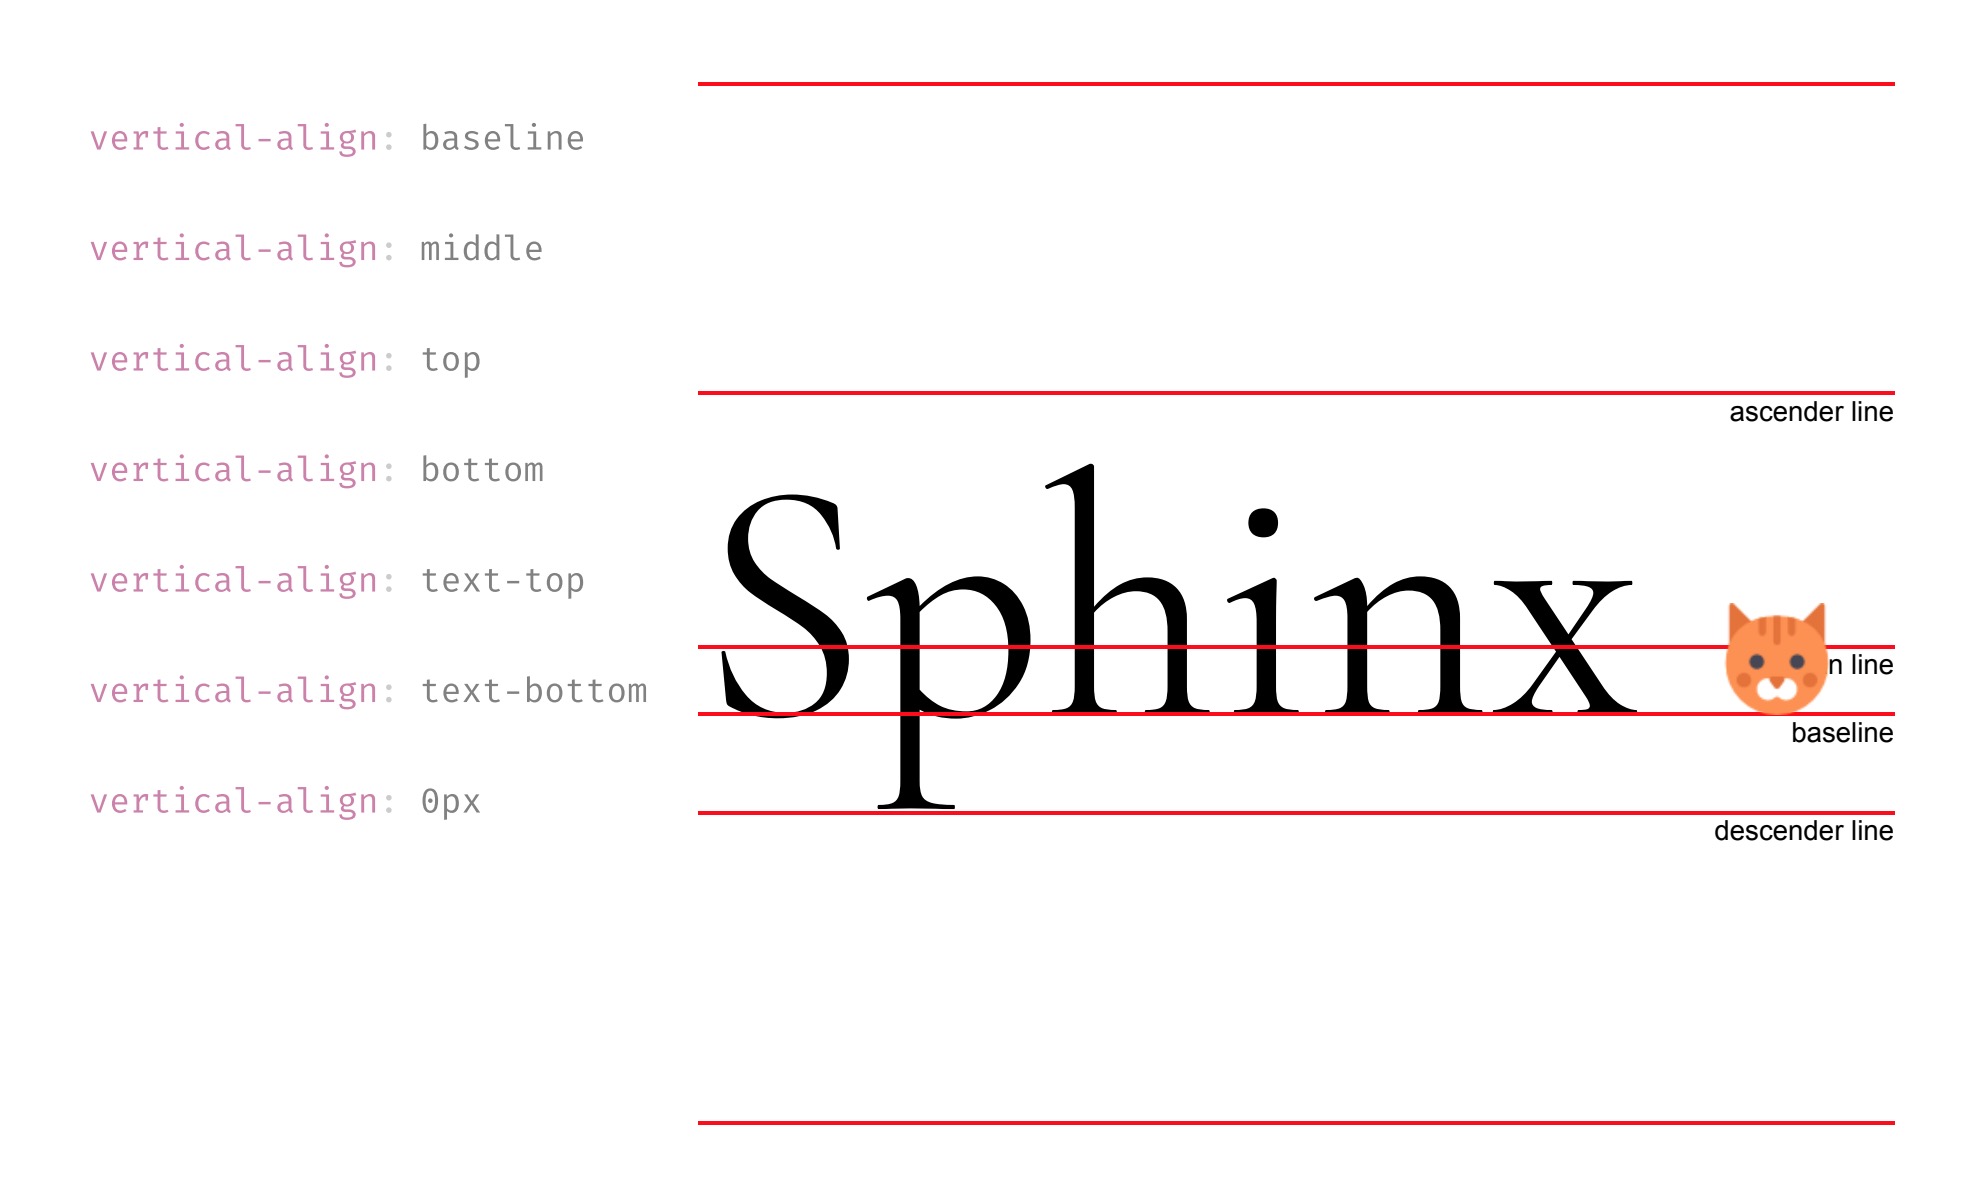 vertical-align: baseline
vertical-align: middle
vertical-align: top
vertical-align: bottom
vertical-align: text-top
vertical-align: text-bottom
vertical-align: 0px
ascender line
Sphinx
n line
baseline
descender line